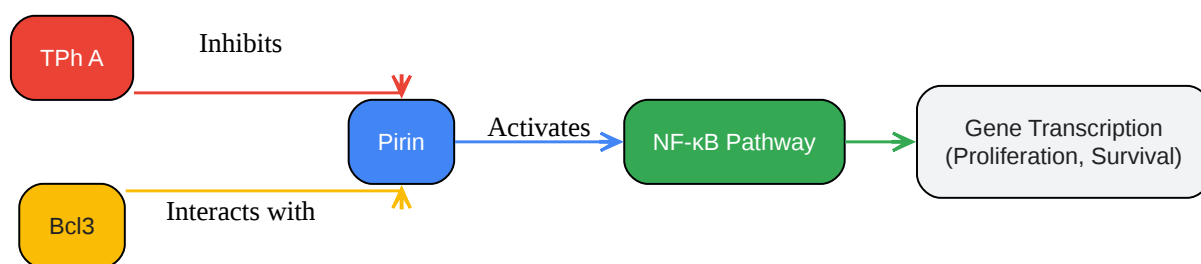 TPh A
Inhibits
Pirin
Activates
NF-κB Pathway
Gene Transcription
(Proliferation, Survival)
Bcl3
Interacts with